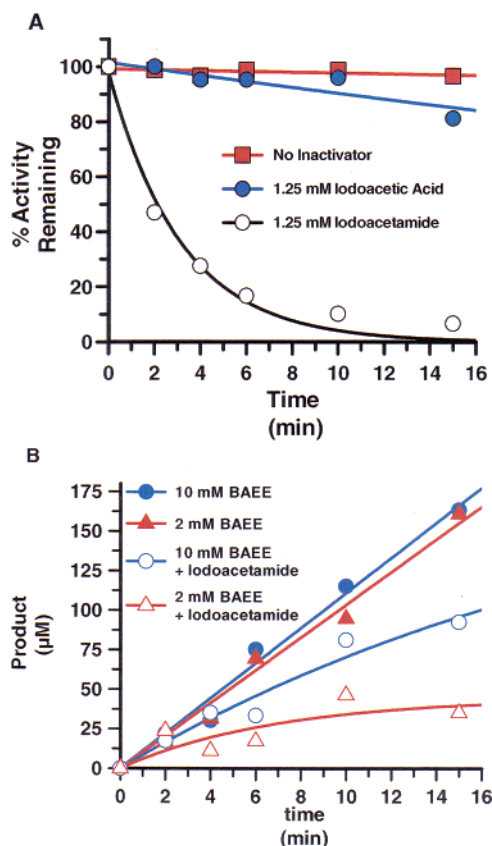 A
% Activity
Remaining
100
80
60
40
20
0
No Inactivator
1.25 mM Iodoacetic Acid
1.25 mM Iodoacetamide
0 2 4 6 8 10 12 14 16
Time
(min)
B
Product
(µM)
175
150
125
100
75
50
25
0
10 mM BAEE
2 mM BAEE
10 mM BAEE
+ Iodoacetamide
2 mM BAEE
+ Iodoacetamide
0 2 4 6 8 10 12 14 16
time
(min)